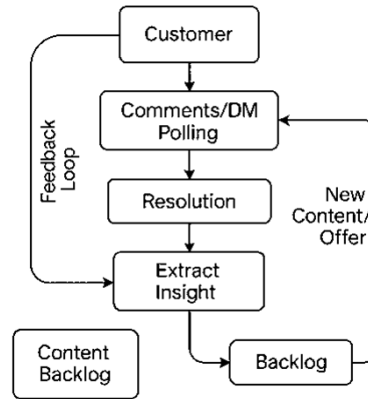 Customer
Comments/DM
Polling
Feedback
Loop
Resolution
New
Content/
Offer
Extract
Insight
Content
Backlog
Backlog